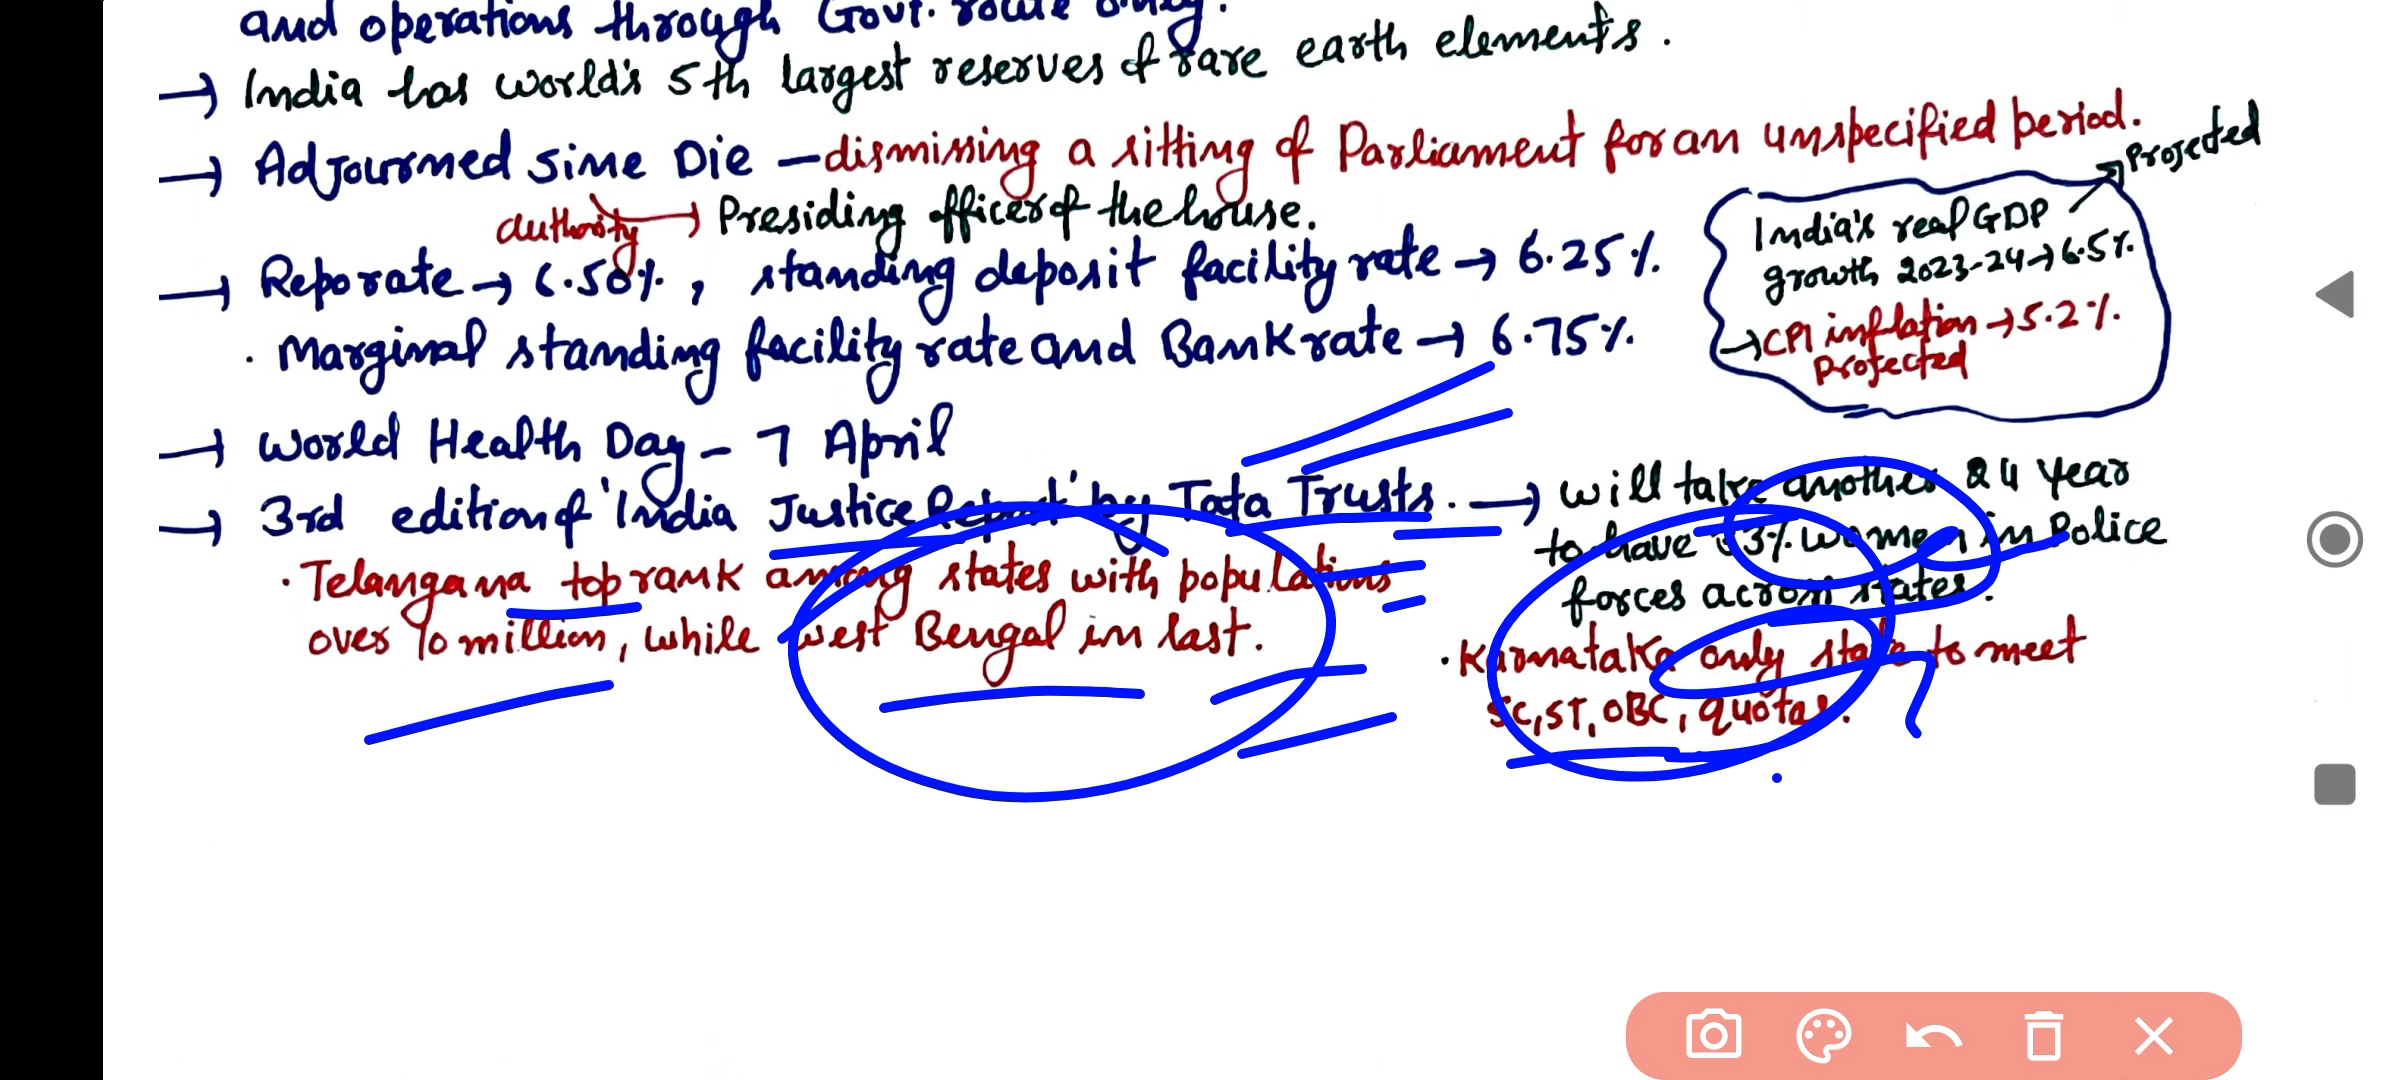 and operations through Govt. route only.
→ India has world's 5th largest reserves of rare earth elements.
→ Adjourned Sine Die – dismissing a sitting of Parliament for an unspecified period.
authority → Presiding officer of the house.
→ Repo rate → 6.50%, standing deposit facility rate → 6.25%.
· Marginal standing facility rate and Bank rate → 6.75%.
Projected
India's real GDP
growth 2023-24 → 6.5%.
→ CPI inflation → 5.2%.
Projected
→ World Health Day – 7 April
→ 3rd edition of 'India Justice Report' by Tata Trusts.
· Telangana top rank among states with populations
over 10 million, while west Bengal in last.
→ will take another 24 year
to have 33% women in Police
forces across states.
· Karnataka only state to meet
SC, ST, OBC, quotas.